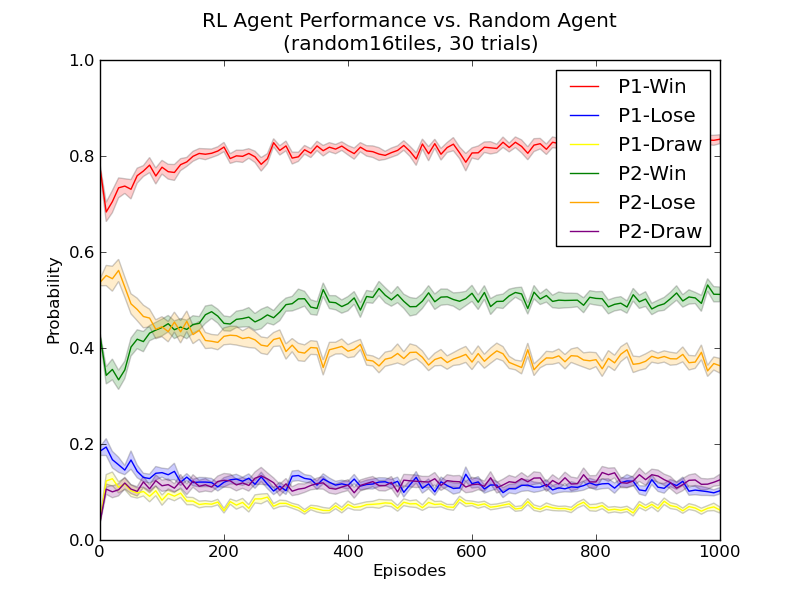 RL Agent Performance vs. Random Agent
(random16tiles, 30 trials)
1.0
0.8
0.6
0.4
0.2
0.0
Probability
P1-Win
P1-Lose
P1-Draw
P2-Win
P2-Lose
P2-Draw
0
200
400
600
800
1000
Episodes